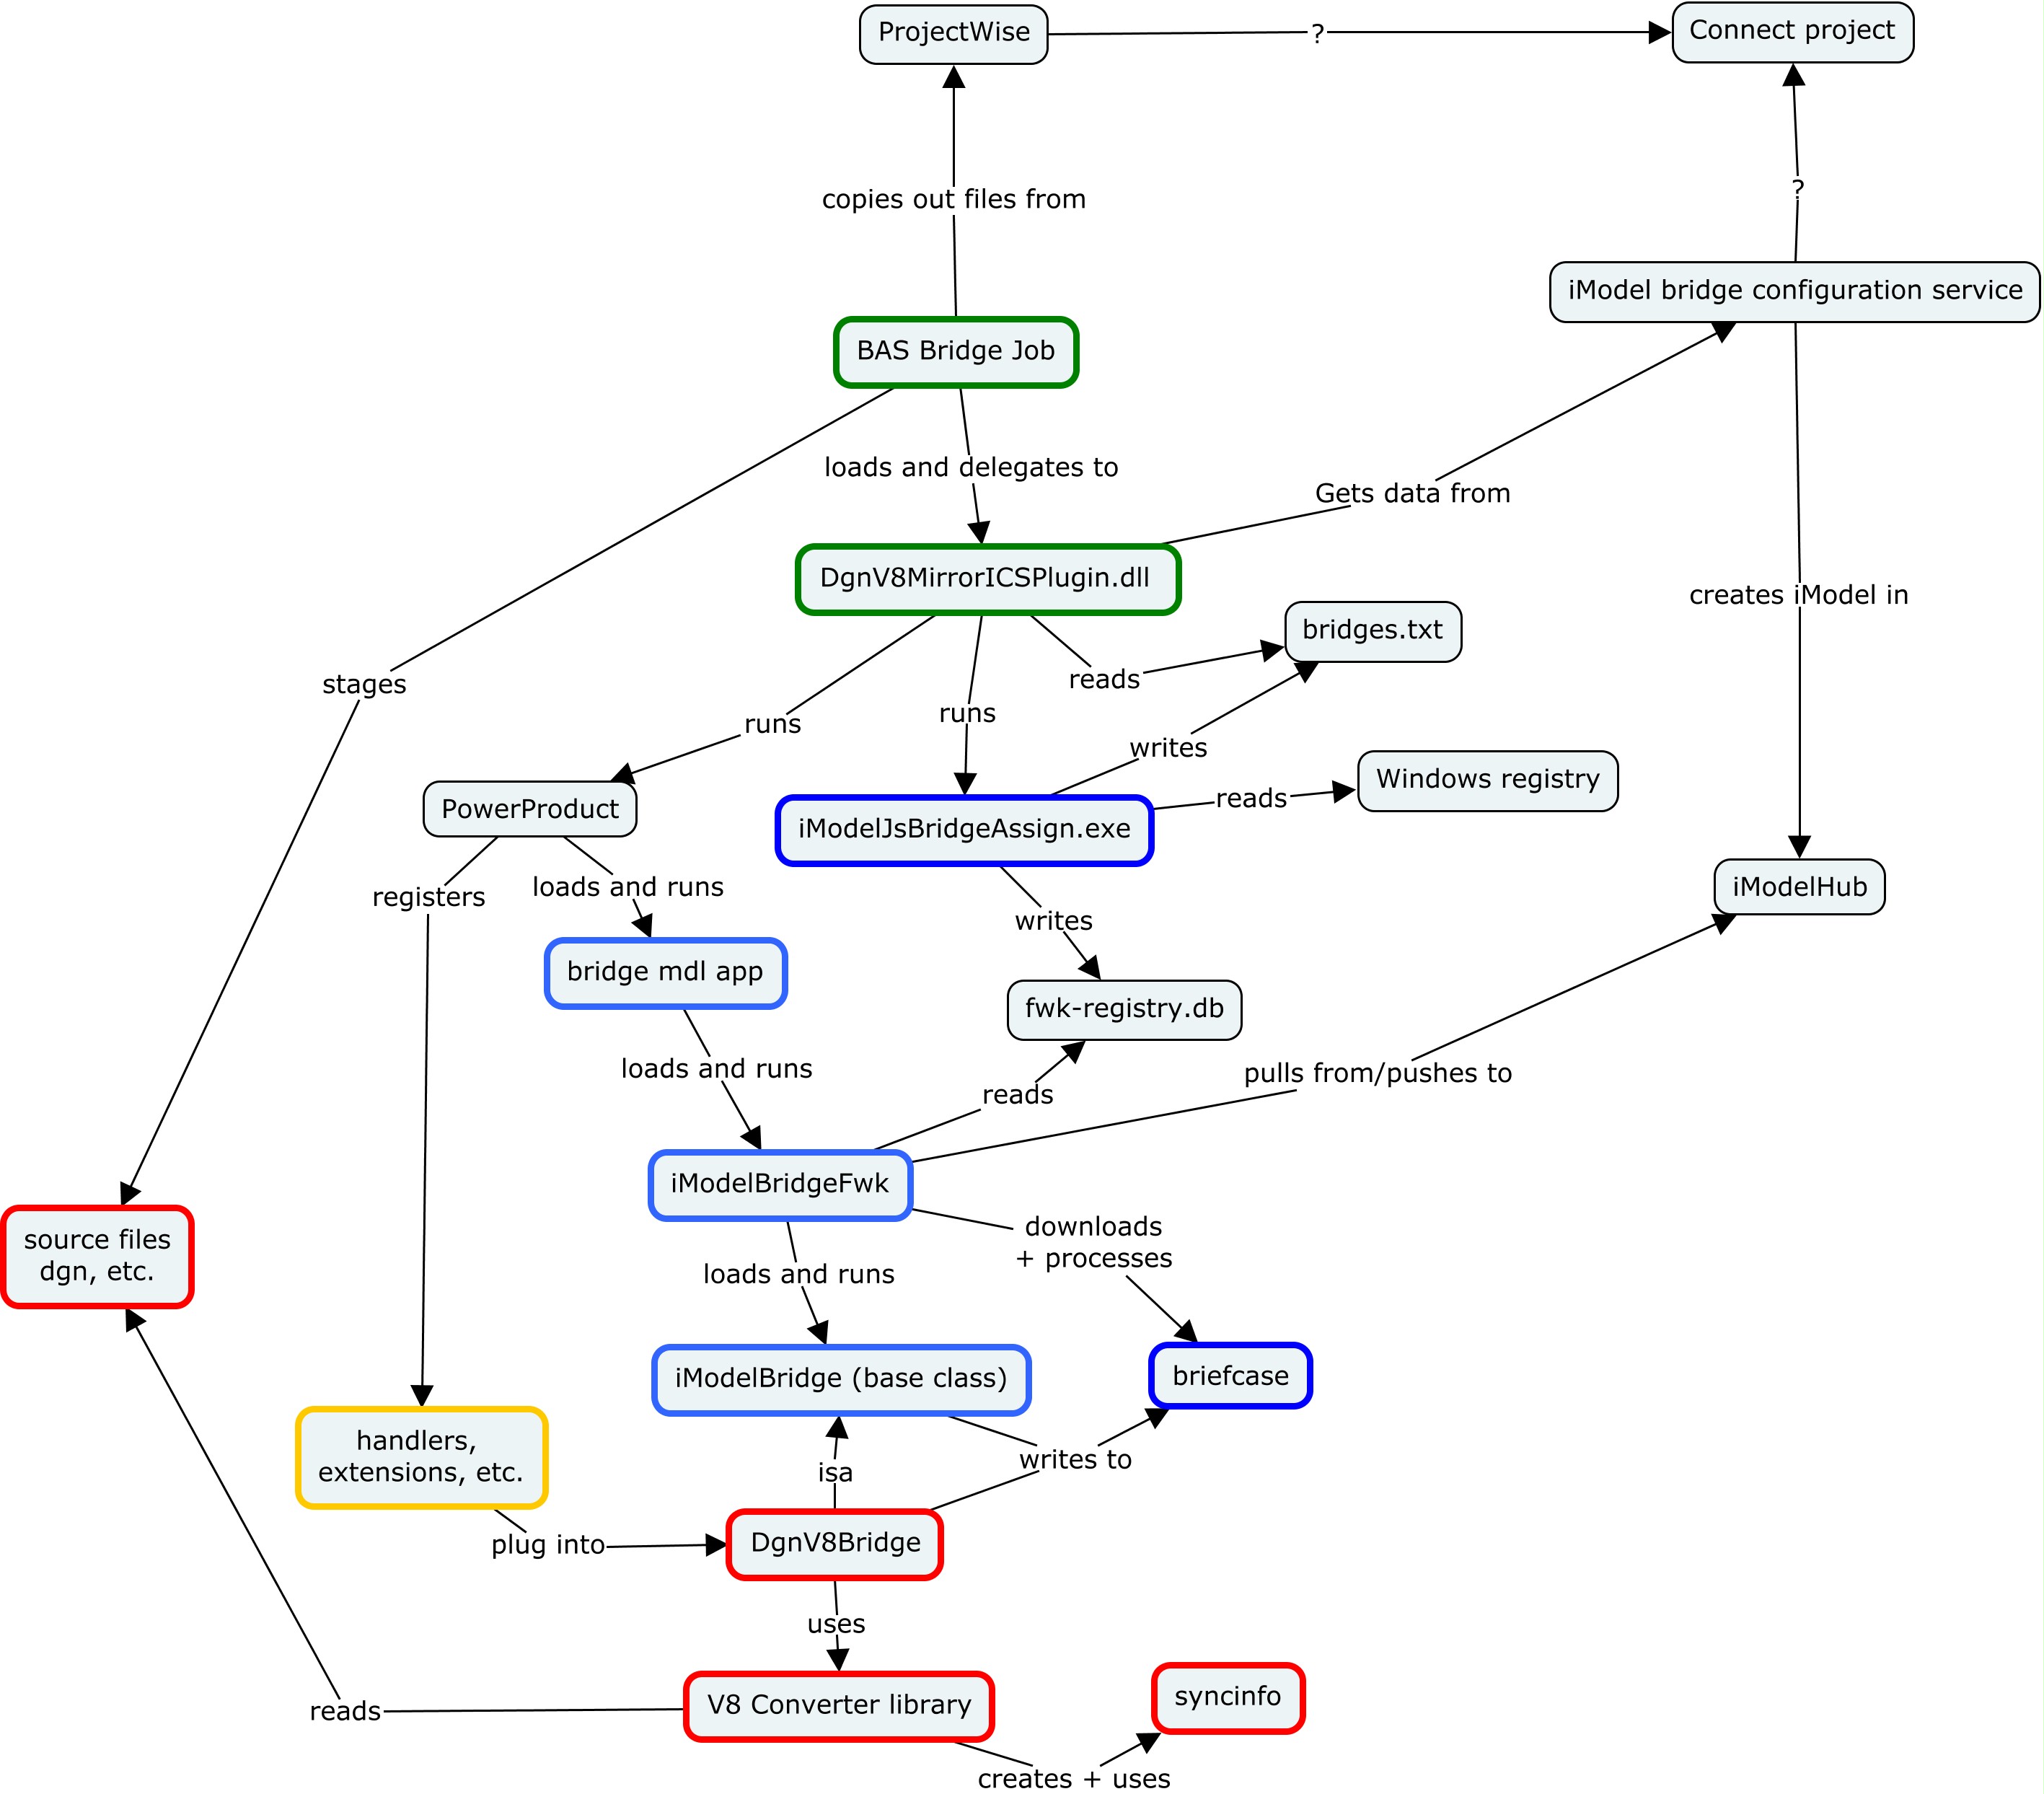 ProjectWise
?
Connect project
copies out files from
?
iModel bridge configuration service
BAS Bridge Job
loads and delegates to
Gets data from
DgnV8MirrorICSPlugin.dll
creates iModel in
bridges.txt
stages
reads
runs
runs
writes
Windows registry
reads
PowerProduct
iModelJsBridgeAssign.exe
registers
loads and runs
iModelHub
writes
bridge mdl app
fwk-registry.db
loads and runs
pulls from/pushes to
reads
iModelBridgeFwk
source files
dgn, etc.
downloads
+ processes
loads and runs
iModelBridge (base class)
briefcase
handlers,
extensions, etc.
writes to
isa
plug into
DgnV8Bridge
uses
reads
V8 Converter library
syncinfo
creates + uses